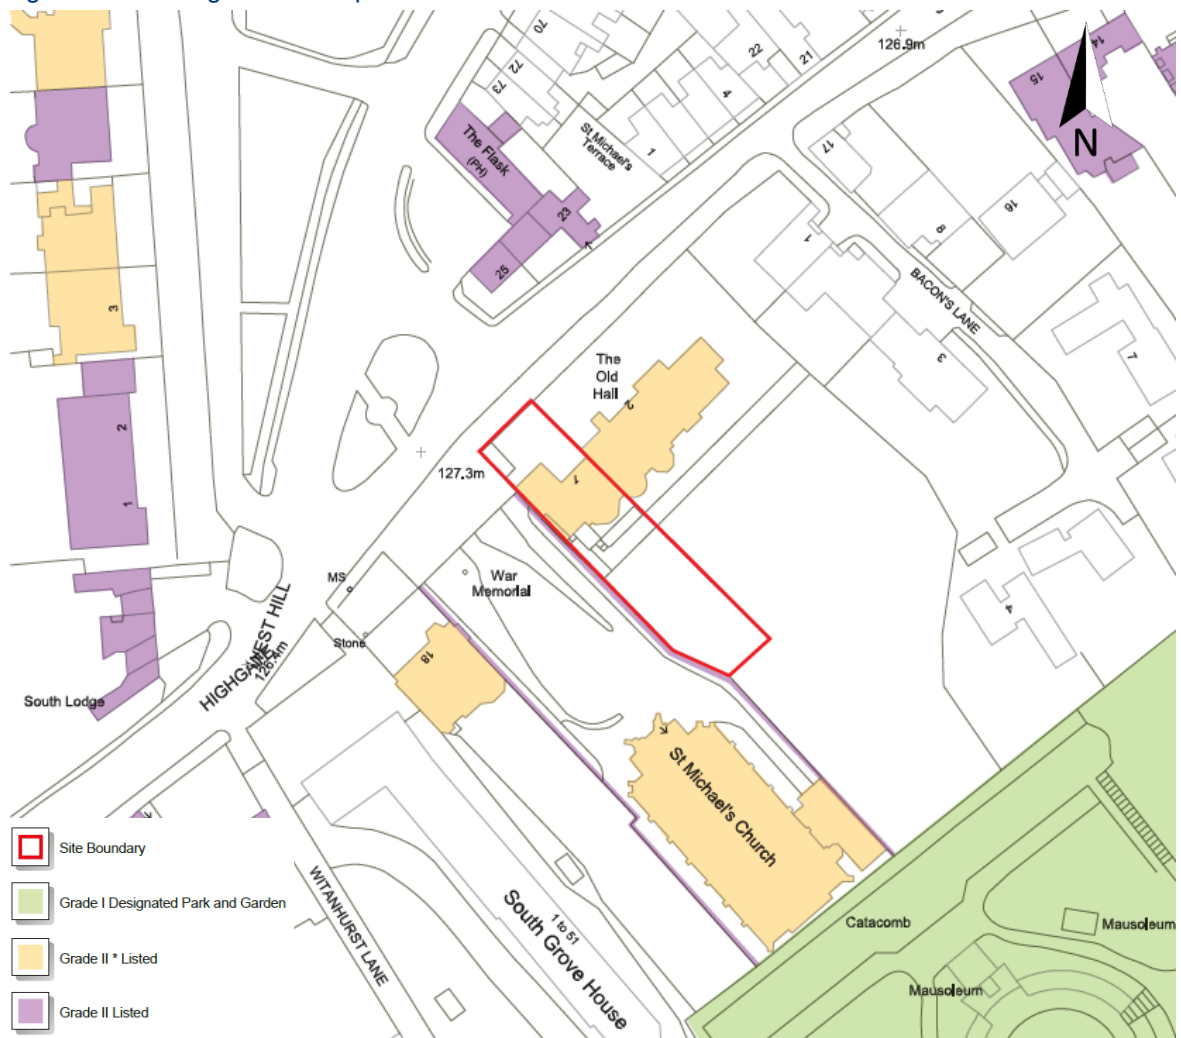 126.9m
70
72
73
22
21
4
1
St Michael's
Terrace
The Flask
(PH)
23
25
14
15
N
17
16
8
1
BACON'S LANE
3
7
The
Old
Hall
2
1
127.3m
3
2
1
MS
War
Memorial
Stone
18
4
HIGHGATE WEST HILL
126.4m
South Lodge
St Michael's Church
WITANHURST LANE
1 to 51
South Grove House
Catacomb
Mausoleum
Mausoleum
Site Boundary
Grade I Designated Park and Garden
Grade II * Listed
Grade II Listed